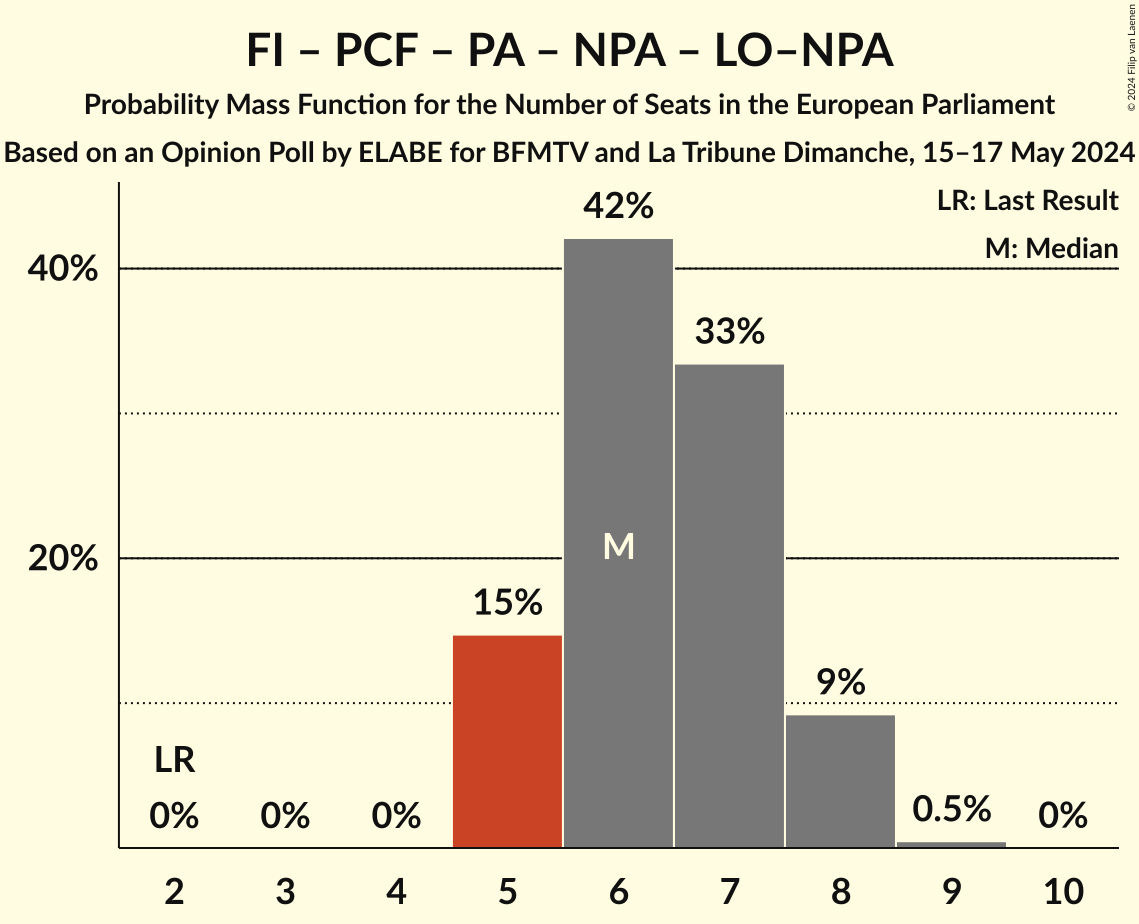 FI – PCF – PA – NPA – LO–NPA
Probability Mass Function for the Number of Seats in the European Parliament
Based on an Opinion Poll by ELABE for BFMTV and La Tribune Dimanche, 15–17 May 2024
© 2024 Filip van Laenen
LR: Last Result
M: Median
40%
20%
42%
33%
M
15%
9%
LR
0%
0%
0%
0.5%
0%
2
3
4
5
6
7
8
9
10